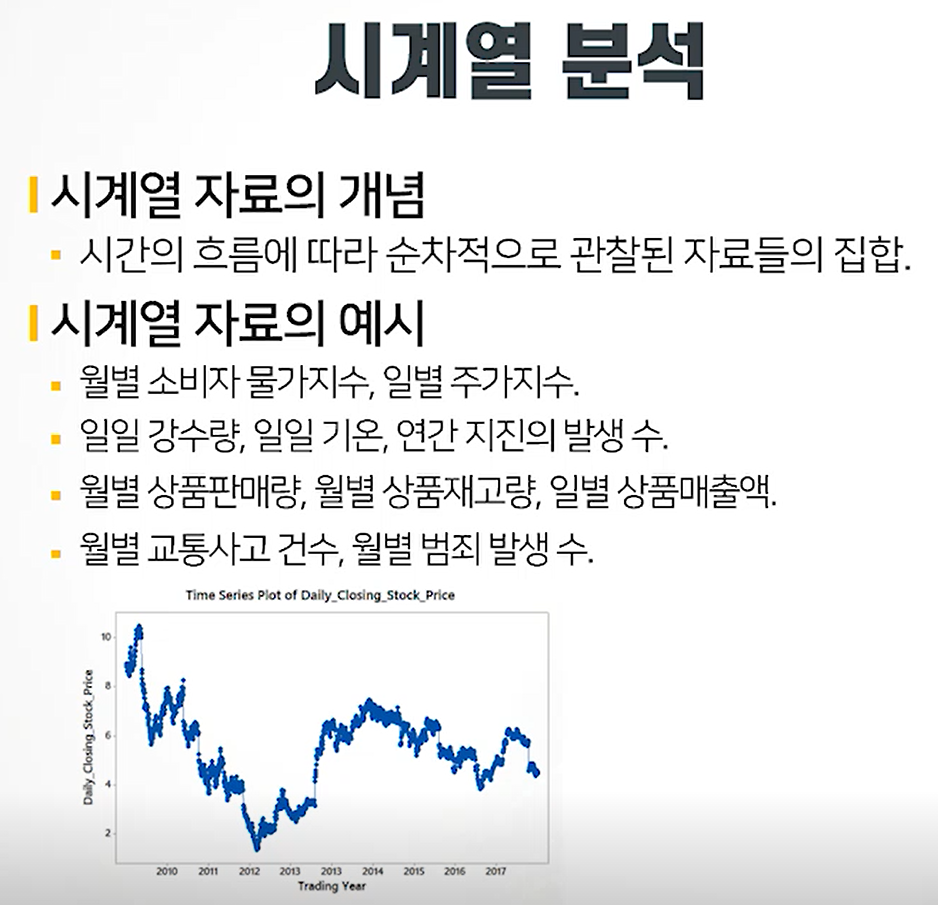 시계열 분석
시계열 자료의 개념
시간의 흐름에 따라 순차적으로 관찰된 자료들의 집합.
시계열 자료의 예시
월별 소비자 물가지수, 일별 주가지수.
일일 강수량, 일일 기온, 연간 지진의 발생 수.
월별 상품판매량, 월별 상품재고량, 일별 상품매출액.
월별 교통사고 건수, 월별 범죄 발생 수.
Time Series Plot of Daily_Closing_Stock_Price
Daily_Closing_Stock_Price
10
8
6
4
2
2010 2011 2012 2013 2013 2014 2015 2016 2017
Trading Year